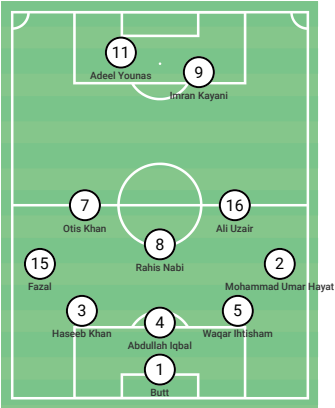 11
Adeel Younas
9
Imran Kayani
7
Otis Khan
16
Ali Uzair
8
Rahis Nabi
15
Fazal
2
Mohammad Umar Hayat
3
Haseeb Khan
4
Abdullah Iqbal
5
Waqar Ihtisham
1
Butt